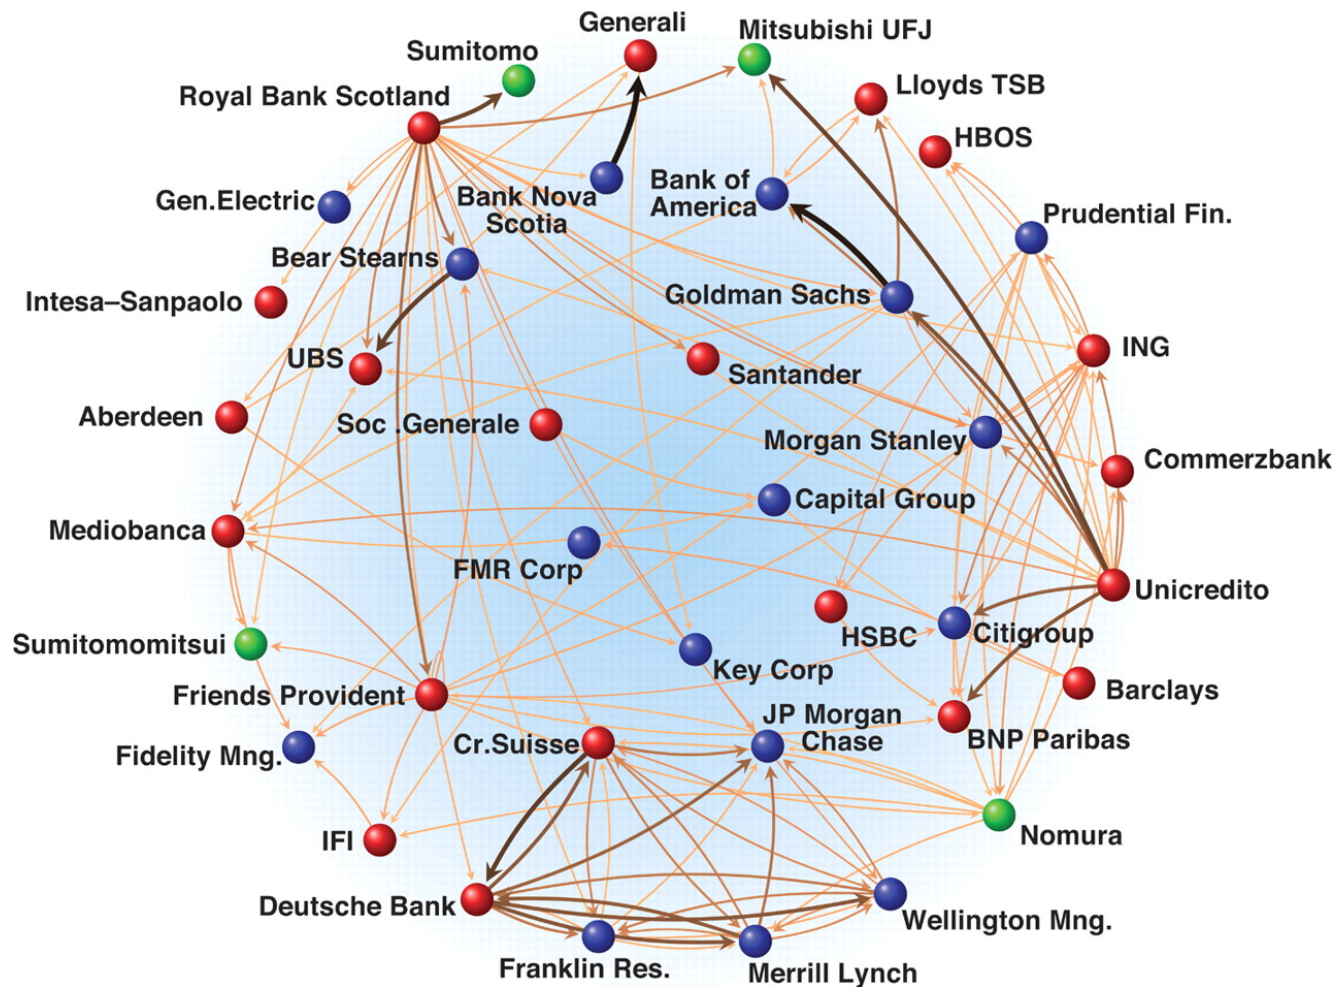 Generali
Mitsubishi UFJ
Sumitomo
Lloyds TSB
Royal Bank Scotland
HBOS
Bank of
America
Bank Nova
Scotia
Gen.Electric
Prudential Fin.
Bear Stearns
Goldman Sachs
Intesa–Sanpaolo
ING
UBS
Santander
Aberdeen
Soc .Generale
Morgan Stanley
Commerzbank
Capital Group
Mediobanca
FMR Corp
Unicredito
HSBC
Citigroup
Sumitomomitsui
Key Corp
Barclays
Friends Provident
JP Morgan
Chase
BNP Paribas
Cr.Suisse
Fidelity Mng.
Nomura
IFI
Deutsche Bank
Wellington Mng.
Franklin Res.
Merrill Lynch